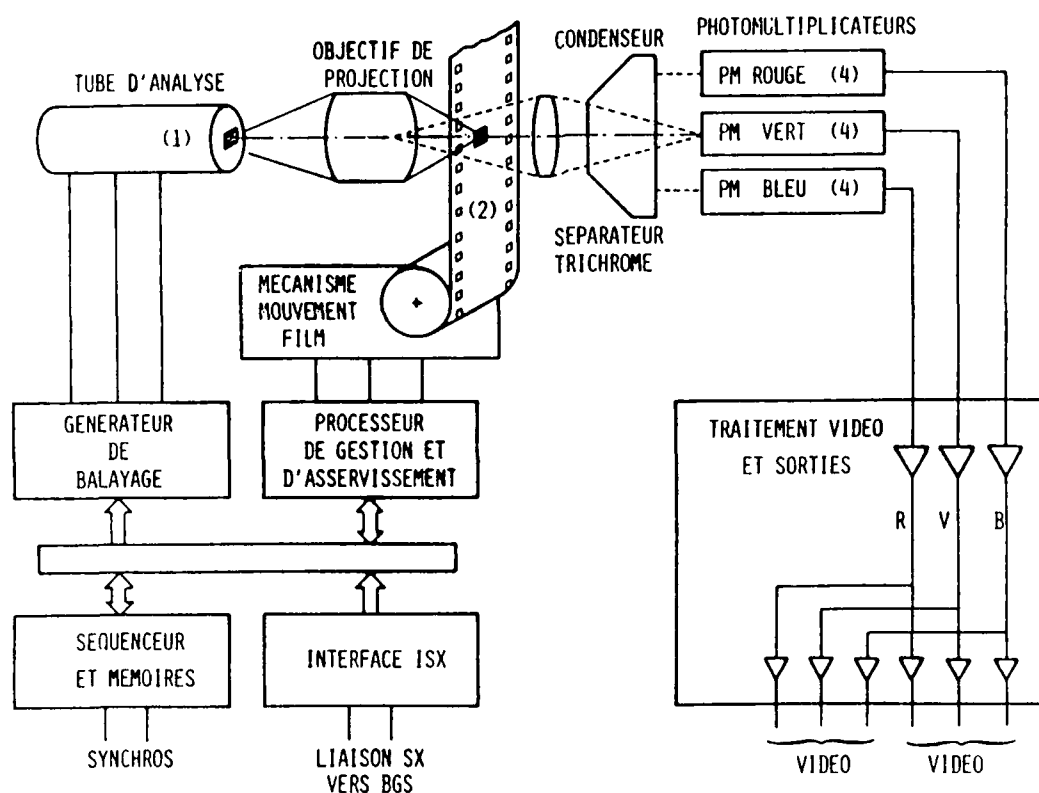 PHOTOMULTIPLICATEURS
OBJECTIF DE
PROJECTION
CONDENSEUR
TUBE D'ANALYSE
(1)
(2)
PM ROUGE (4)
PM VERT (4)
PM BLEU (4)
SEPARATEUR
TRICHROME
MECANISME
MOUVEMENT
FILM
GENERATEUR
DE
BALAYAGE
PROCESSEUR
DE GESTION ET
D'ASSERVISSEMENT
TRAITEMENT VIDEO
ET SORTIES
R V B
SEQUENCEUR
ET MEMOIRES
INTERFACE ISX
SYNCHROS
LIAISON SX
VERS BGS
VIDEO VIDEO